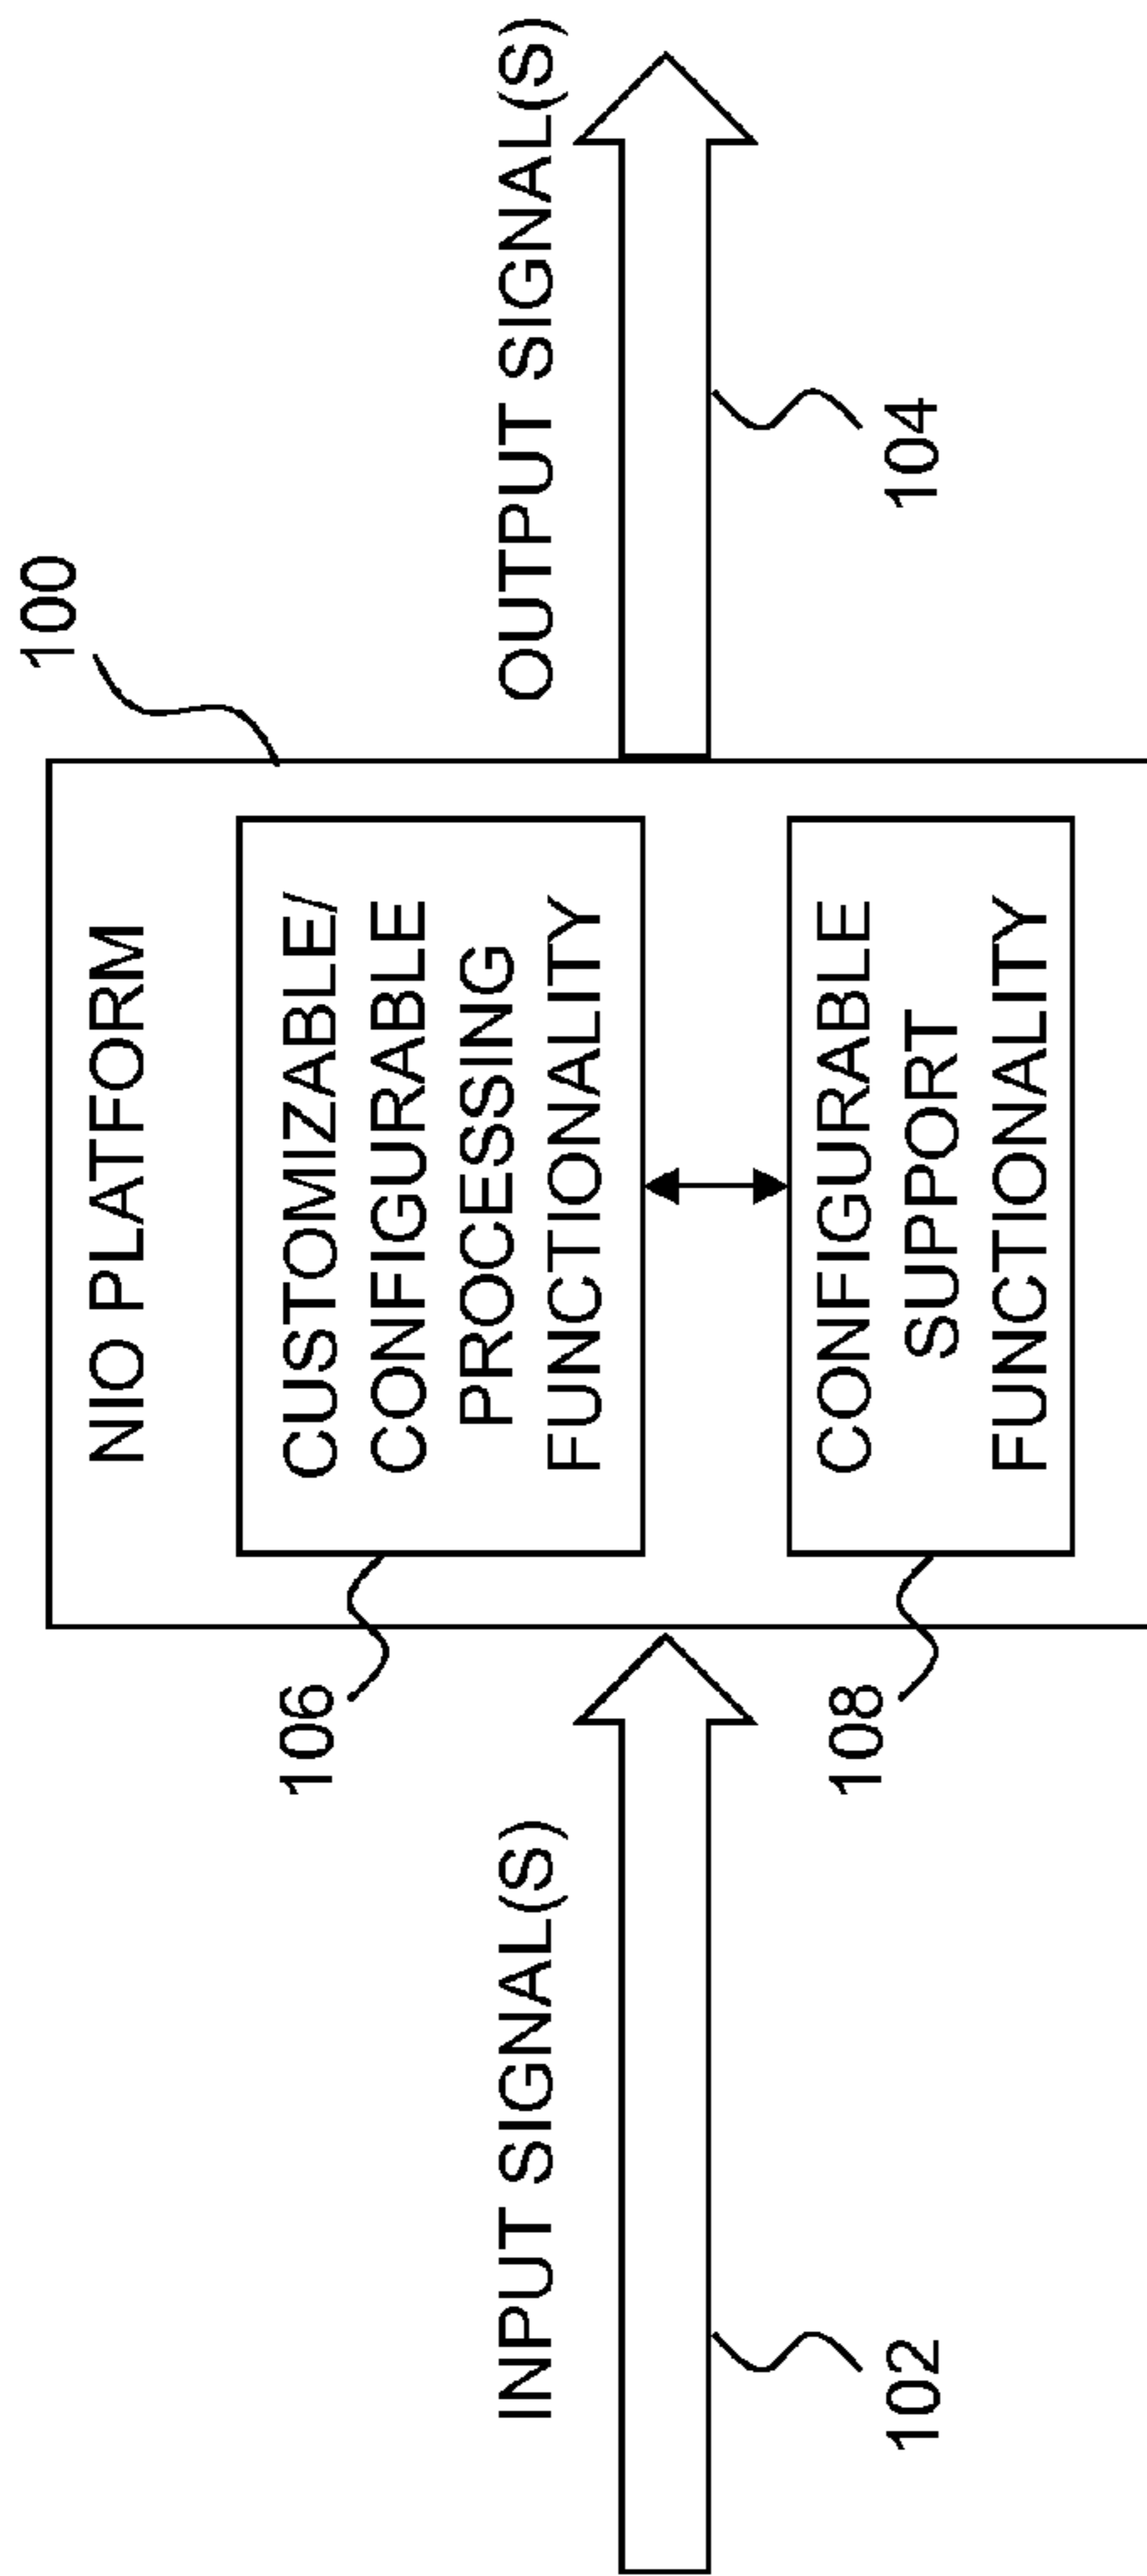 100
NIO PLATFORM
CUSTOMIZABLE/
CONFIGURABLE
PROCESSING
FUNCTIONALITY
106
INPUT SIGNAL(S)
OUTPUT SIGNAL(S)
102
104
CONFIGURABLE
SUPPORT
FUNCTIONALITY
108